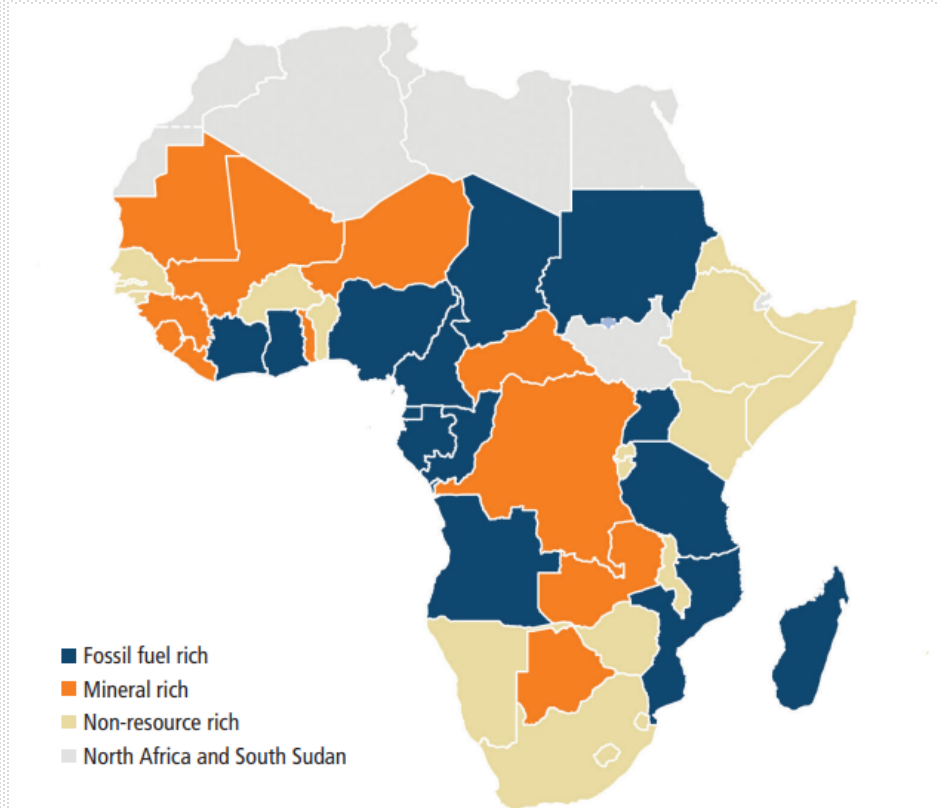 Fossil fuel rich
Mineral rich
Non-resource rich
North Africa and South Sudan